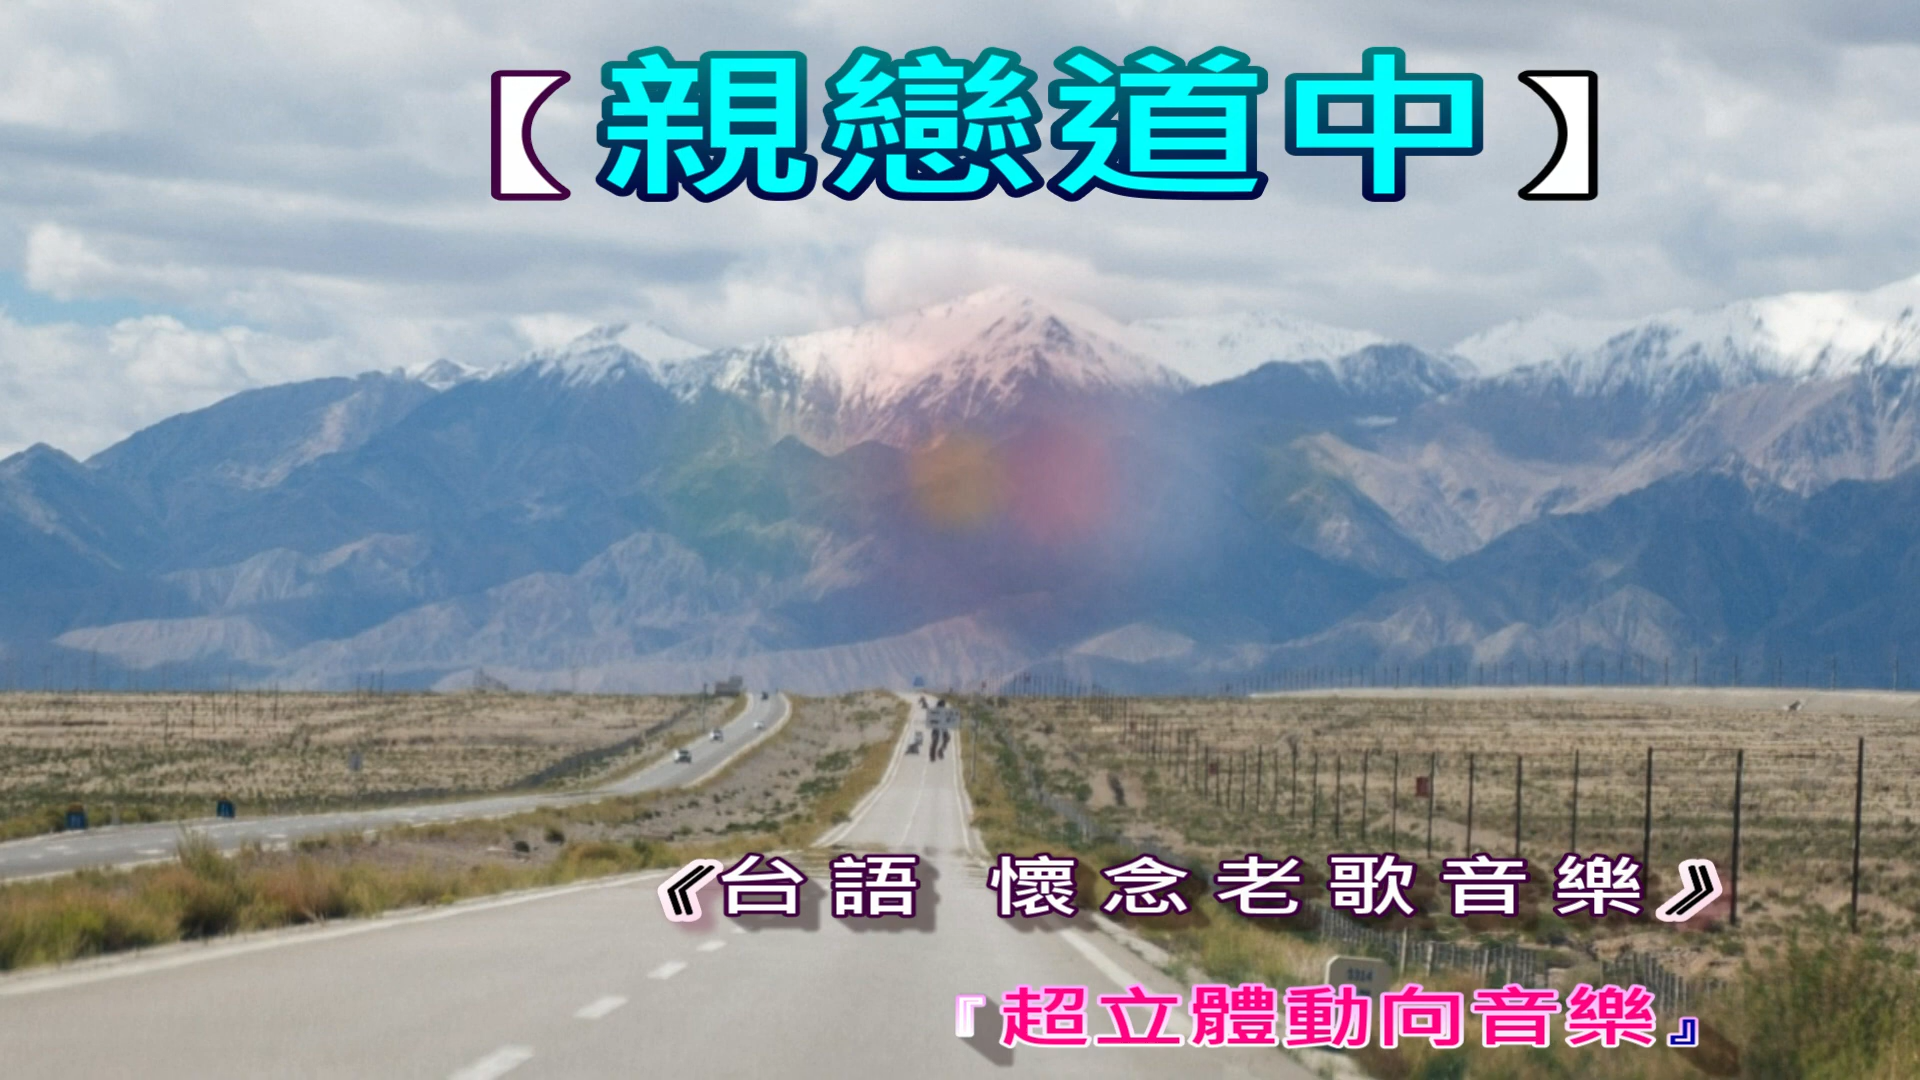 【親戀道中】
《台語 懷念老歌音樂》
『超立體動向音樂』